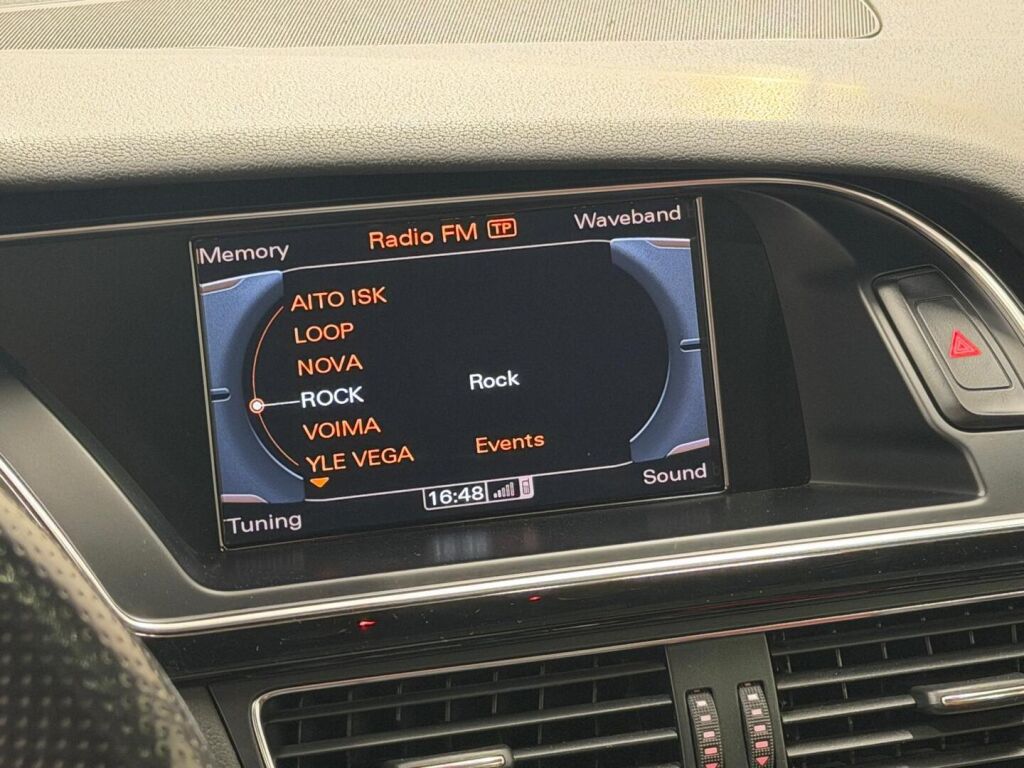 Memory
Radio FM TP
Waveband
AITO ISK
LOOP
NOVA
ROCK
Rock
VOIMA
YLE VEGA
Events
16:48
Tuning
Sound